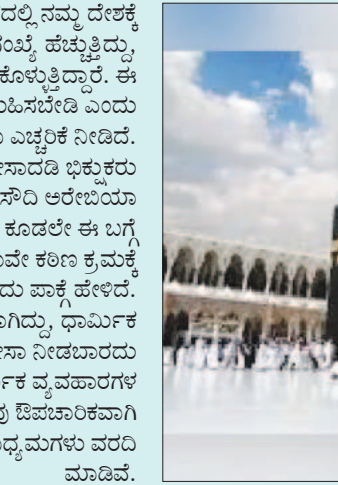 ದಲ್ಲಿ ನಮ್ಮ ದೇಶಕ್ಕೆ
ಂಖ್ಯೆ ಹೆಚ್ಚುತ್ತಿದ್ದು,
ಕೊಳ್ಳುತ್ತಿದ್ದಾರೆ. ಈ
ುಹಿಸಬೇಡಿ ಎಂದು
ು ಎಚ್ಚರಿಕೆ ನೀಡಿದೆ.
ೀಸಾದಡಿ ಭಿಕ್ಷುಕರು
ಸೌದಿ ಅರೇಬಿಯಾ
ಕೂಡಲೇ ಈ ಬಗ್ಗೆ
ುವೇ ಕಠಿಣ ಕ್ರಮಕ್ಕೆ
ದು ಪಾಕ್ಗೆ ಹೇಳಿದೆ.
ಾಗಿದ್ದು, ಧಾರ್ಮಿಕ
ೀಸಾ ನೀಡಬಾರದು
ಿಕ ವ್ಯವಹಾರಗಳ
ವು ಔಪಚಾರಿಕವಾಗಿ
ಾಧ್ಯಮಗಳು ವರದಿ
ಮಾಡಿವೆ.